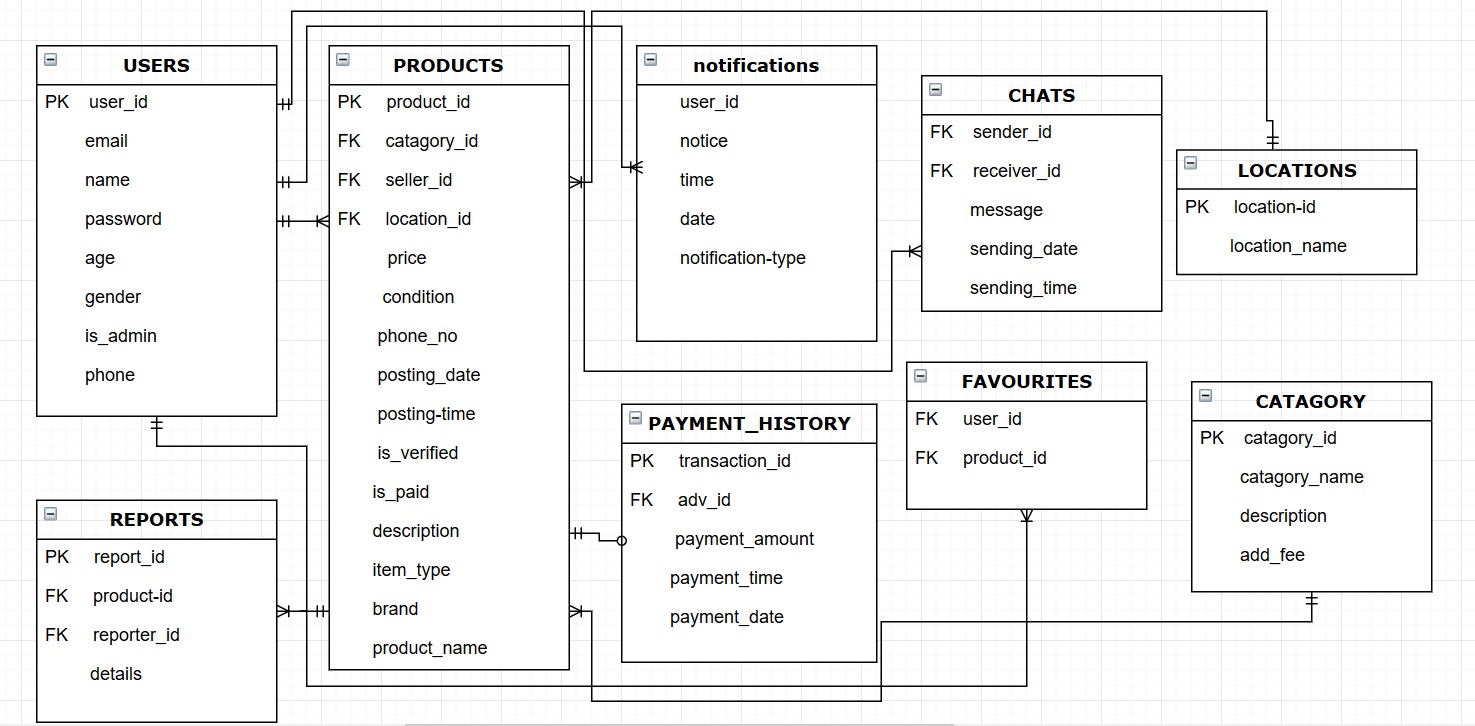 USERS
PK user_id
email
name
password
age
gender
is_admin
phone
PRODUCTS
PK product_id
FK catagory_id
FK seller_id
FK location_id
price
condition
phone_no
posting_date
posting-time
is_verified
is_paid
description
item_type
brand
product_name
notifications
user_id
notice
time
date
notification-type
CHATS
FK sender_id
FK receiver_id
message
sending_date
sending_time
LOCATIONS
PK location-id
location_name
REPORTS
PK report_id
FK product-id
FK reporter_id
details
PAYMENT_HISTORY
PK transaction_id
FK adv_id
payment_amount
payment_time
payment_date
FAVOURITES
FK user_id
FK product_id
CATAGORY
PK catagory_id
catagory_name
description
add_fee